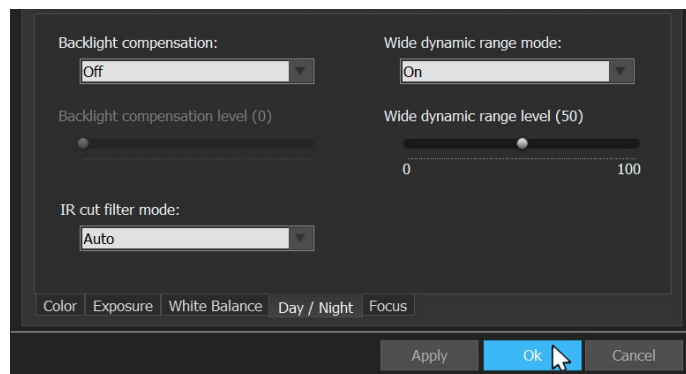 Backlight compensation:
Wide dynamic range mode:
Off
On
Backlight compensation level (0)
Wide dynamic range level (50)
0
100
IR cut filter mode:
Auto
Color Exposure White Balance Day / Night Focus
Apply Ok Cancel